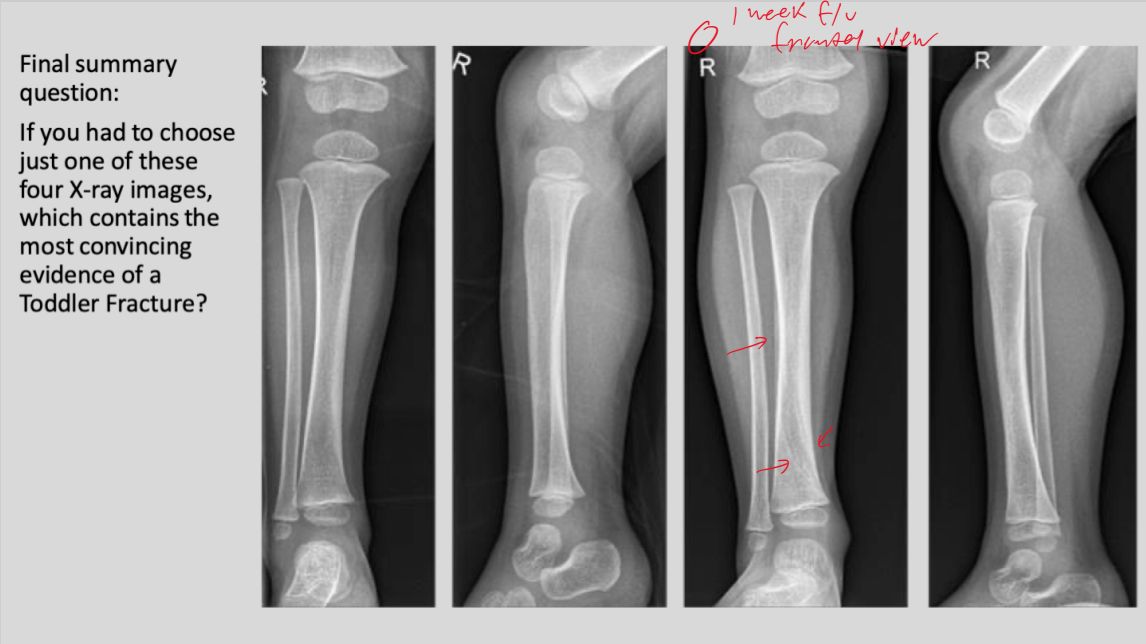 1 week f/u
frontal view
Final summary
question:
If you had to choose
just one of these
four X-ray images,
which contains the
most convincing
evidence of a
Toddler Fracture?
R
R
R
R